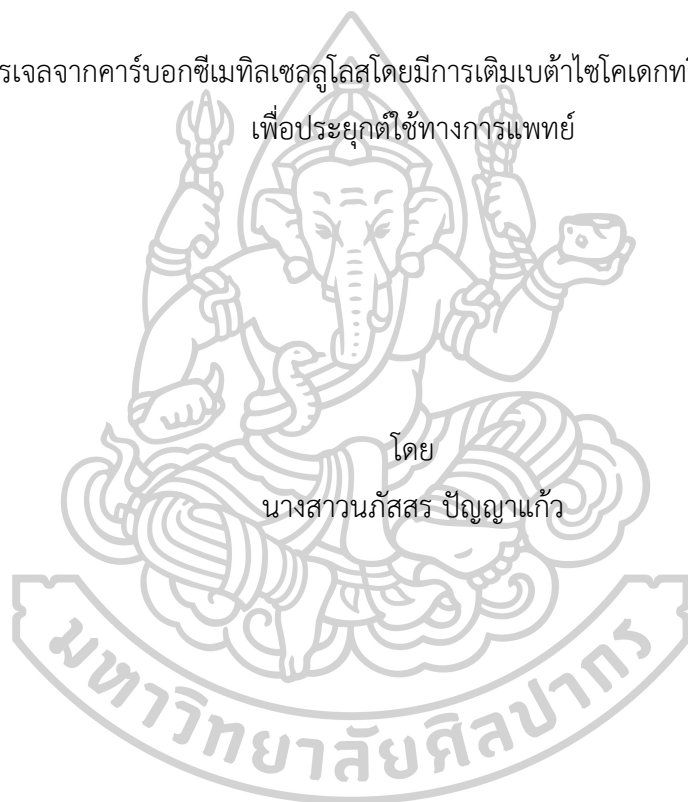 รเจลจากคาร์บอกซีเมทิลเซลลูโลสโดยมีการเติมเบต้าไซโคเดกท
เพื่อประยุกต์ใช้ทางการแพทย์
โดย
นางสาวนภัสสร ปัญญาแก้ว
มหาวิทยาลัยศิลปากร